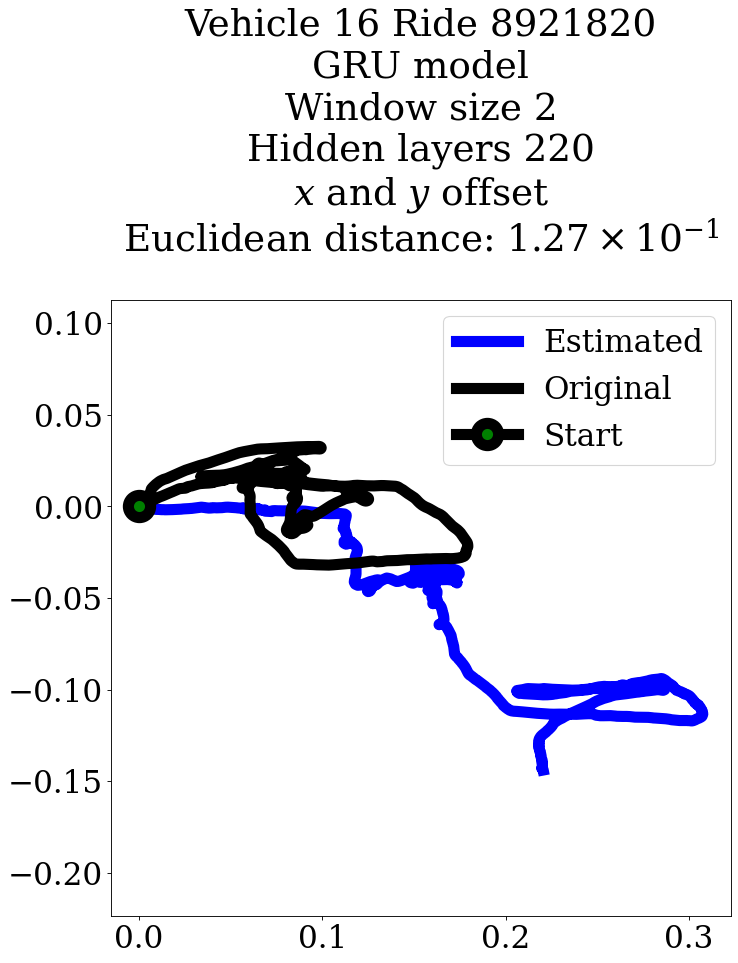 Vehicle 16 Ride 8921820
GRU model
Window size 2
Hidden layers 220
x and y offset
Euclidean distance: 1.27 × 10⁻¹
Estimated
Original
Start
0.10
0.05
0.00
−0.05
−0.10
−0.15
−0.20
0.0 0.1 0.2 0.3